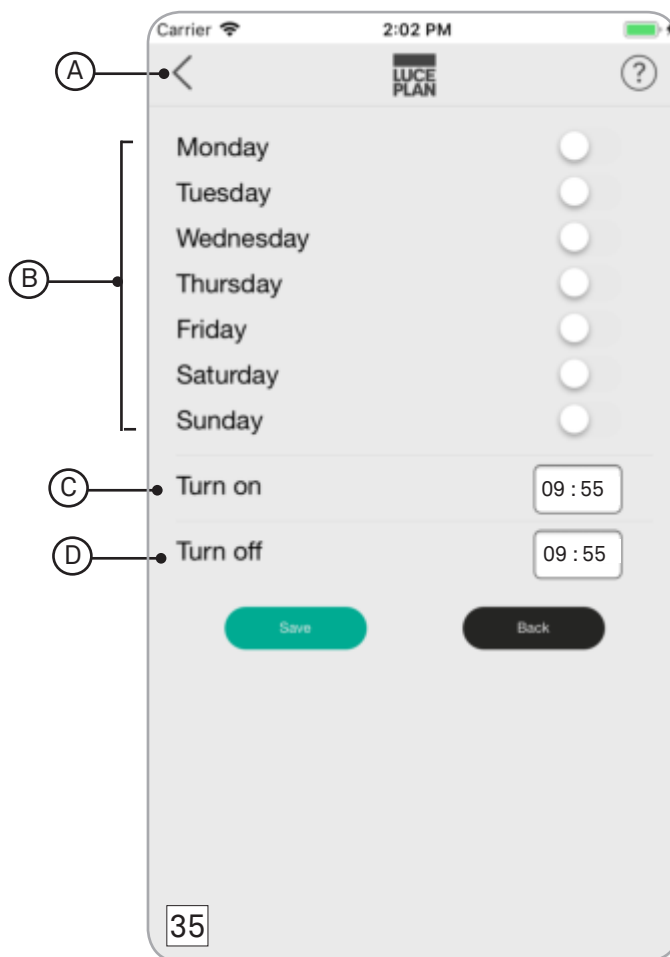 Carrier 2:02 PM
A
LUCE
PLAN
?
Monday
Tuesday
Wednesday
B
Thursday
Friday
Saturday
Sunday
C Turn on 09 : 55
D Turn off 09 : 55
Save Back
35